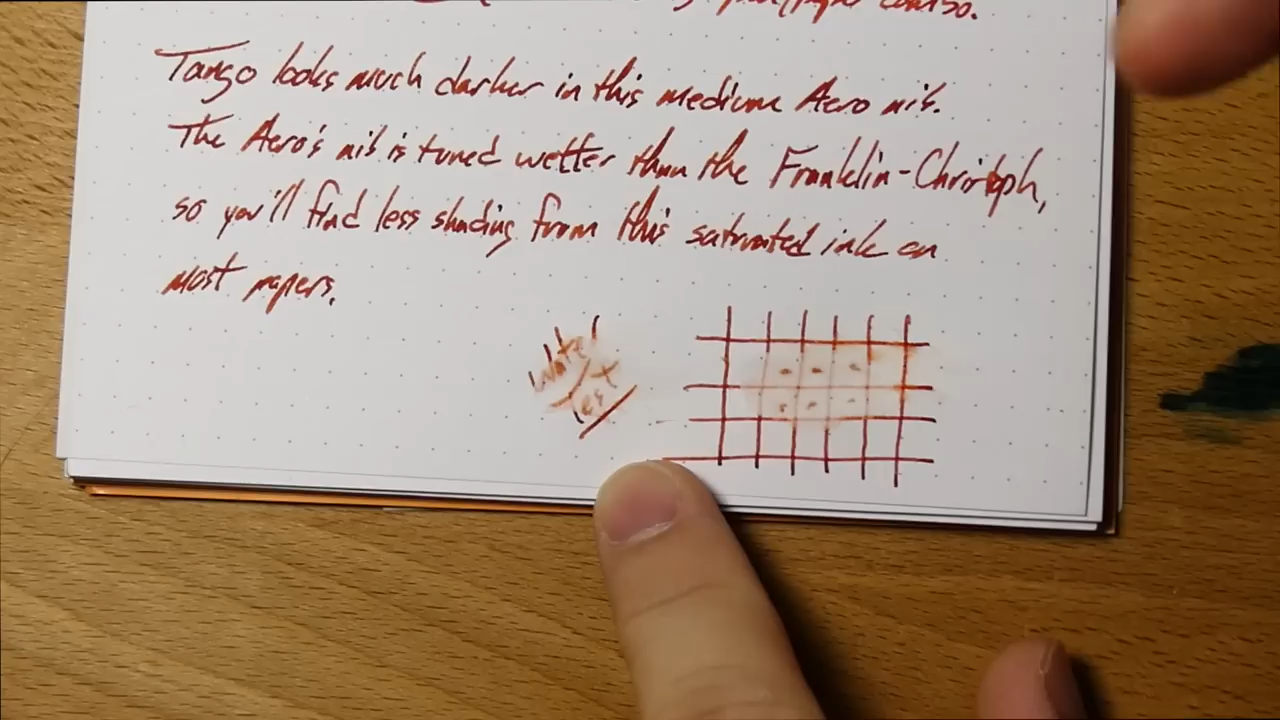 combo.
Tango looks much darker in this medium Aero nib.
The Aero's nib is tuned wetter than the Franklin-Christoph,
so you'll find less shading from this saturated ink on
most papers.
Water
Test